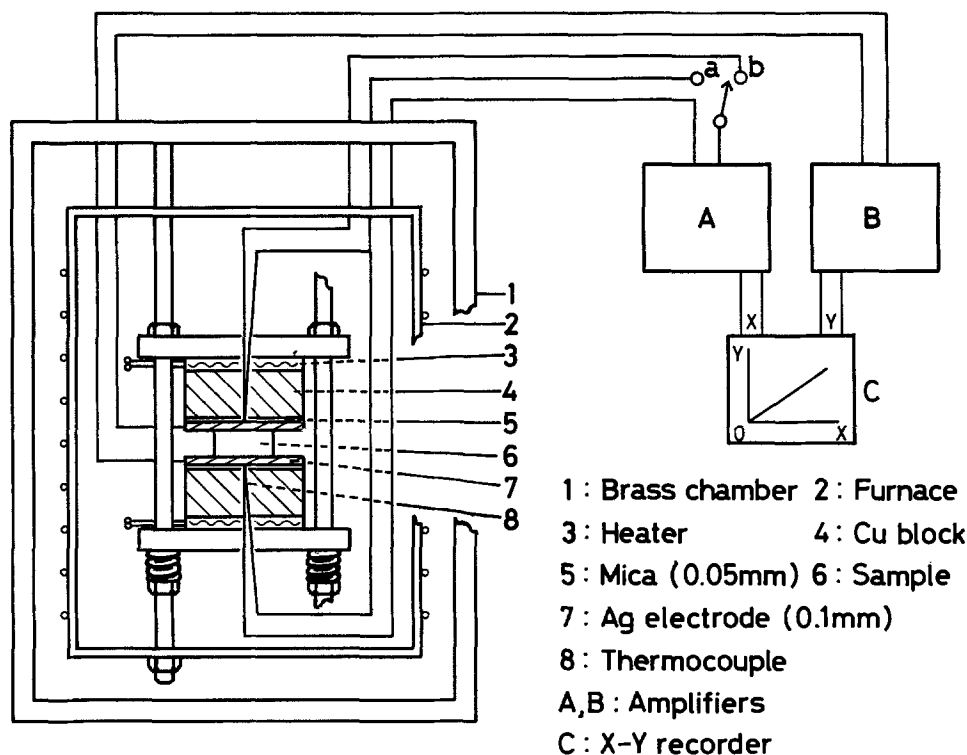 a b
A
B
1
2
X Y
3
Y
4
C
5
O X
6
7
8
1 : Brass chamber 2 : Furnace
3 : Heater 4 : Cu block
5 : Mica (0.05mm) 6 : Sample
7 : Ag electrode (0.1mm)
8 : Thermocouple
A,B : Amplifiers
C : X-Y recorder